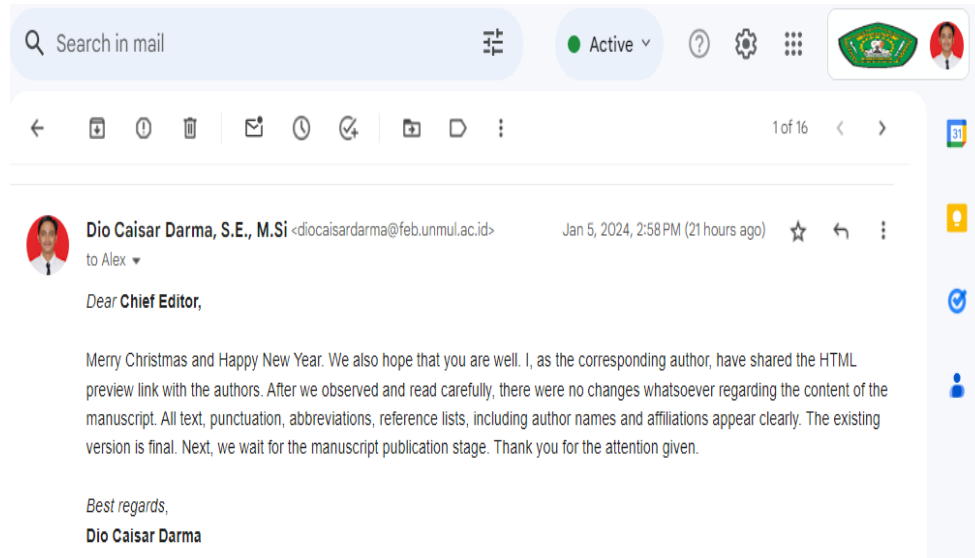 Search in mail
Active
1 of 16
31
Dio Caisar Darma, S.E., M.Si <diocaisardarma@feb.unmul.ac.id>
Jan 5, 2024, 2:58 PM (21 hours ago)
to Alex
Dear Chief Editor,
Merry Christmas and Happy New Year. We also hope that you are well. I, as the corresponding author, have shared the HTML
preview link with the authors. After we observed and read carefully, there were no changes whatsoever regarding the content of the
manuscript. All text, punctuation, abbreviations, reference lists, including author names and affiliations appear clearly. The existing
version is final. Next, we wait for the manuscript publication stage. Thank you for the attention given.
Best regards,
Dio Caisar Darma